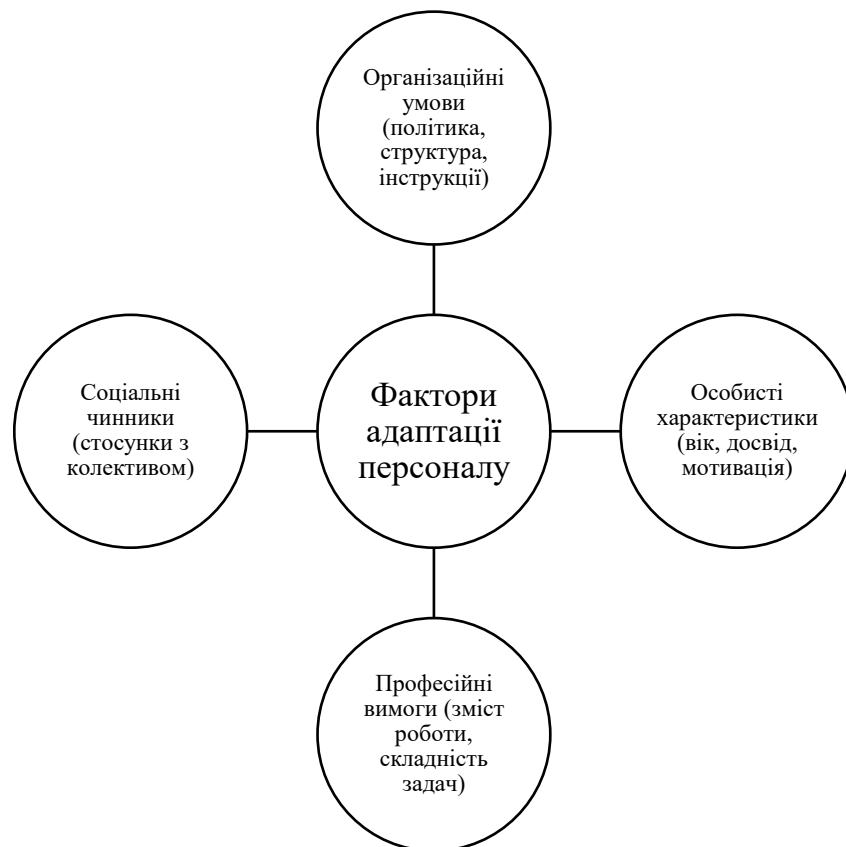 Організаційні
умови
(політика,
структура,
інструкції)
Соціальні
чинники
(стосунки з
колективом)
Фактори
адаптації
персоналу
Особисті
характеристики
(вік, досвід,
мотивація)
Професійні
вимоги (зміст
роботи,
складність
задач)